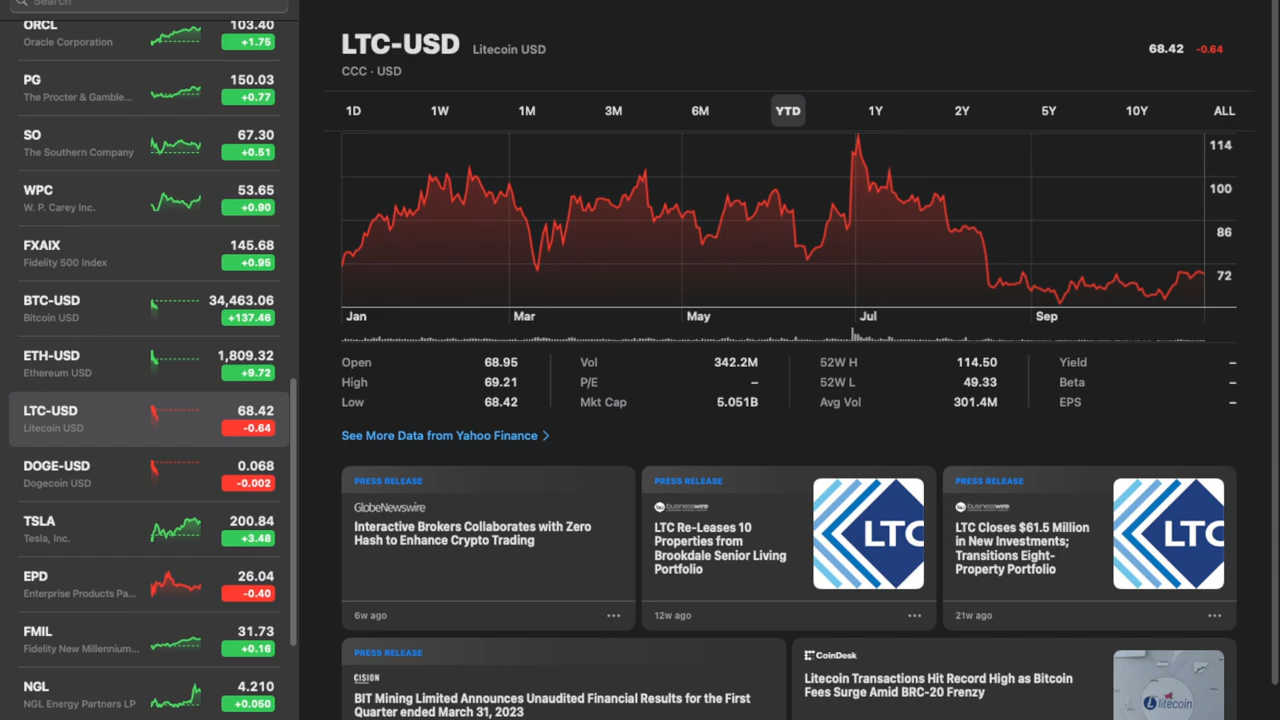 Search
ORCL 103.40
Oracle Corporation +1.75
PG 150.03
The Procter & Gamble... +0.77
SO 67.30
The Southern Company +0.51
WPC 53.65
W. P. Carey Inc. +0.90
FXAIX 145.68
Fidelity 500 Index +0.95
BTC-USD 34,463.06
Bitcoin USD +137.46
ETH-USD 1,809.32
Ethereum USD +9.72
LTC-USD 68.42
Litecoin USD -0.64
DOGE-USD 0.068
Dogecoin USD -0.002
TSLA 200.84
Tesla, Inc. +3.48
EPD 26.04
Enterprise Products Pa... -0.40
FMIL 31.73
Fidelity New Millennium... +0.16
NGL 4.210
NGL Energy Partners LP +0.050
LTC-USD Litecoin USD 68.42 -0.64
CCC · USD
1D 1W 1M 3M 6M YTD 1Y 2Y 5Y 10Y ALL
114
100
86
72
Jan Mar May Jul Sep
Open 68.95 Vol 342.2M 52W H 114.50 Yield –
High 69.21 P/E – 52W L 49.33 Beta –
Low 68.42 Mkt Cap 5.051B Avg Vol 301.4M EPS –
See More Data from Yahoo Finance >
PRESS RELEASE
GlobeNewswire
Interactive Brokers Collaborates with Zero
Hash to Enhance Crypto Trading
6w ago ...
PRESS RELEASE
businesswire
LTC Re-Leases 10
Properties from
Brookdale Senior Living
Portfolio
LTC
12w ago ...
PRESS RELEASE
businesswire
LTC Closes $61.5 Million
in New Investments;
Transitions Eight-
Property Portfolio
LTC
21w ago ...
PRESS RELEASE
CISION
BIT Mining Limited Announces Unaudited Financial Results for the First
Quarter ended March 31, 2023
CoinDesk
Litecoin Transactions Hit Record High as Bitcoin
Fees Surge Amid BRC-20 Frenzy
litecoin